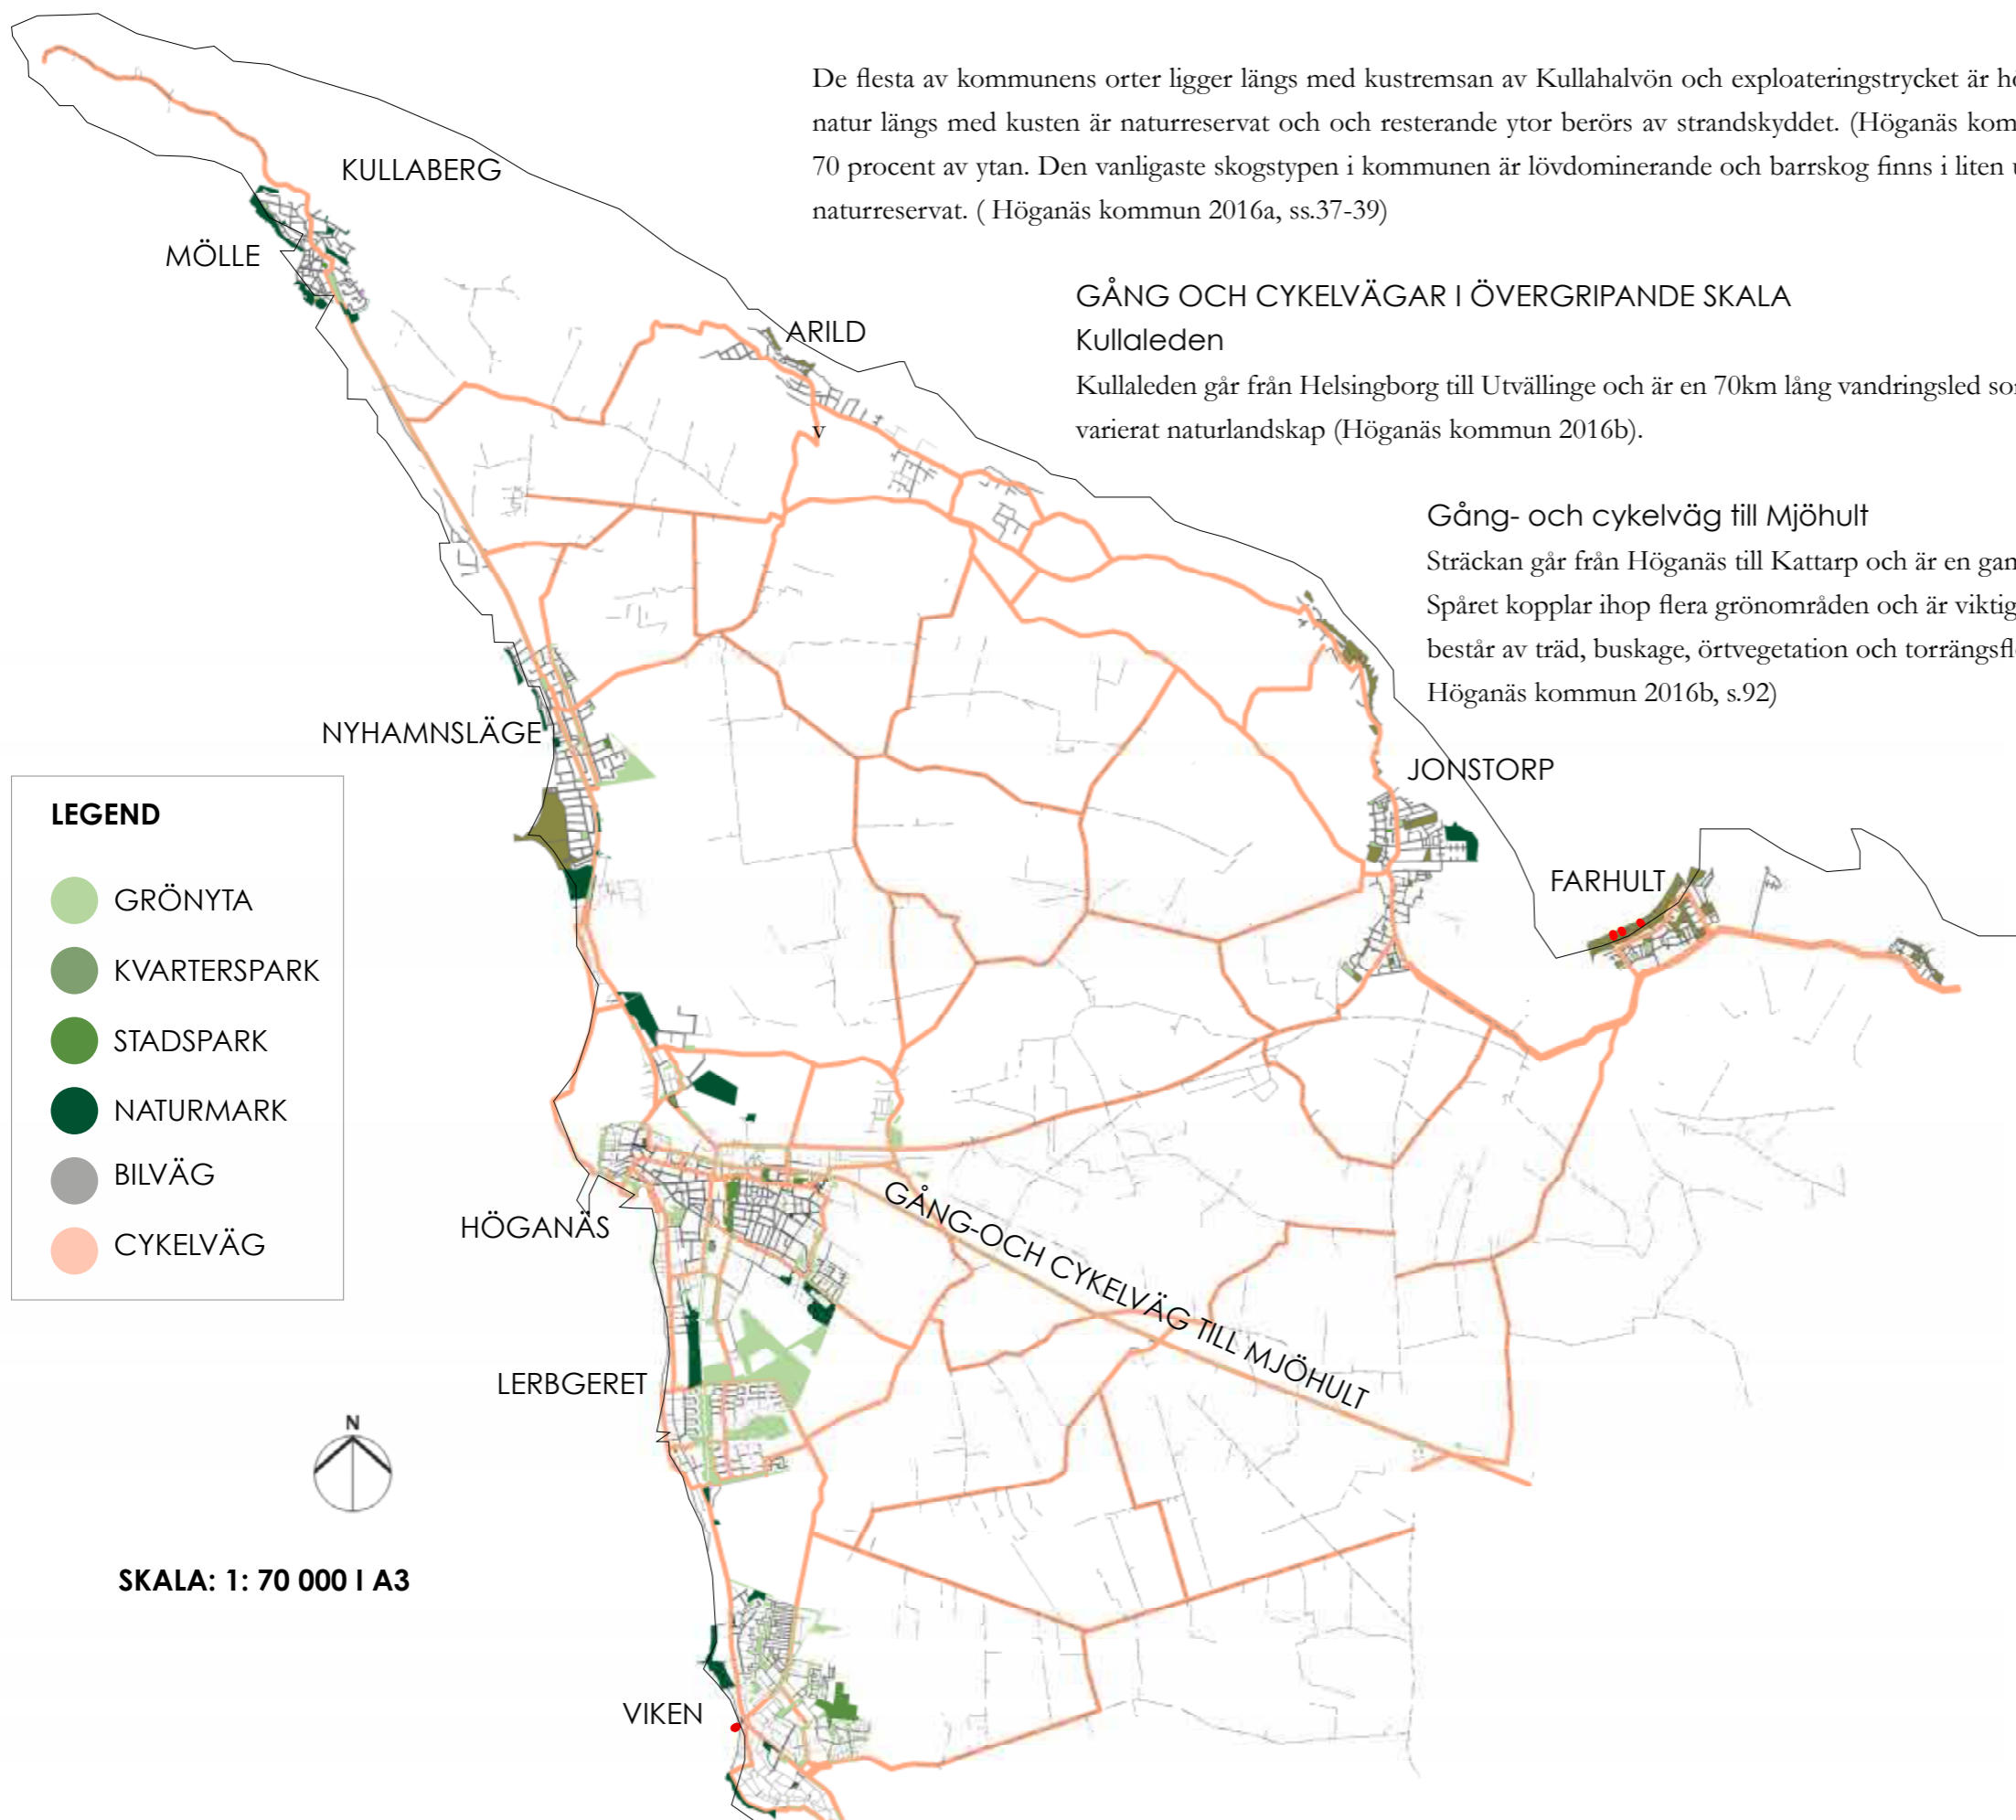 De flesta av kommunens orter ligger längs med kustremsan av Kullahalvön och exploateringstrycket är
natur längs med kusten är naturreservat och och resterande ytor berörs av strandskyddet. (Höganäs
70 procent av ytan. Den vanligaste skogstypen i kommunen är lövdominerande och barrskog finns i liten
naturreservat. ( Höganäs kommun 2016a, ss.37-39)
GÅNG OCH CYKELVÄGAR I ÖVERGRIPANDE SKALA
Kullaleden
Kullaleden går från Helsingborg till Utvällinge och är en 70km lång vandringsled
varierat naturlandskap (Höganäs kommun 2016b).
Gång- och cykelväg till Mjöhult
Sträckan går från Höganäs till Kattarp och är en
Spåret kopplar ihop flera grönområden och är
består av träd, buskage, örtvegetation och
Höganäs kommun 2016b, s.92)
KULLABERG
MÖLLE
ARILD
v
NYHAMNSLÄGE
JONSTORP
FARHULT
HÖGANÄS
GÅNG-OCH CYKELVÄG TILL MJÖHULT
LERBGERET
VIKEN
LEGEND
GRÖNYTA
KVARTERSPARK
STADSPARK
NATURMARK
BILVÄG
CYKELVÄG
N
SKALA: 1: 70 000 I A3